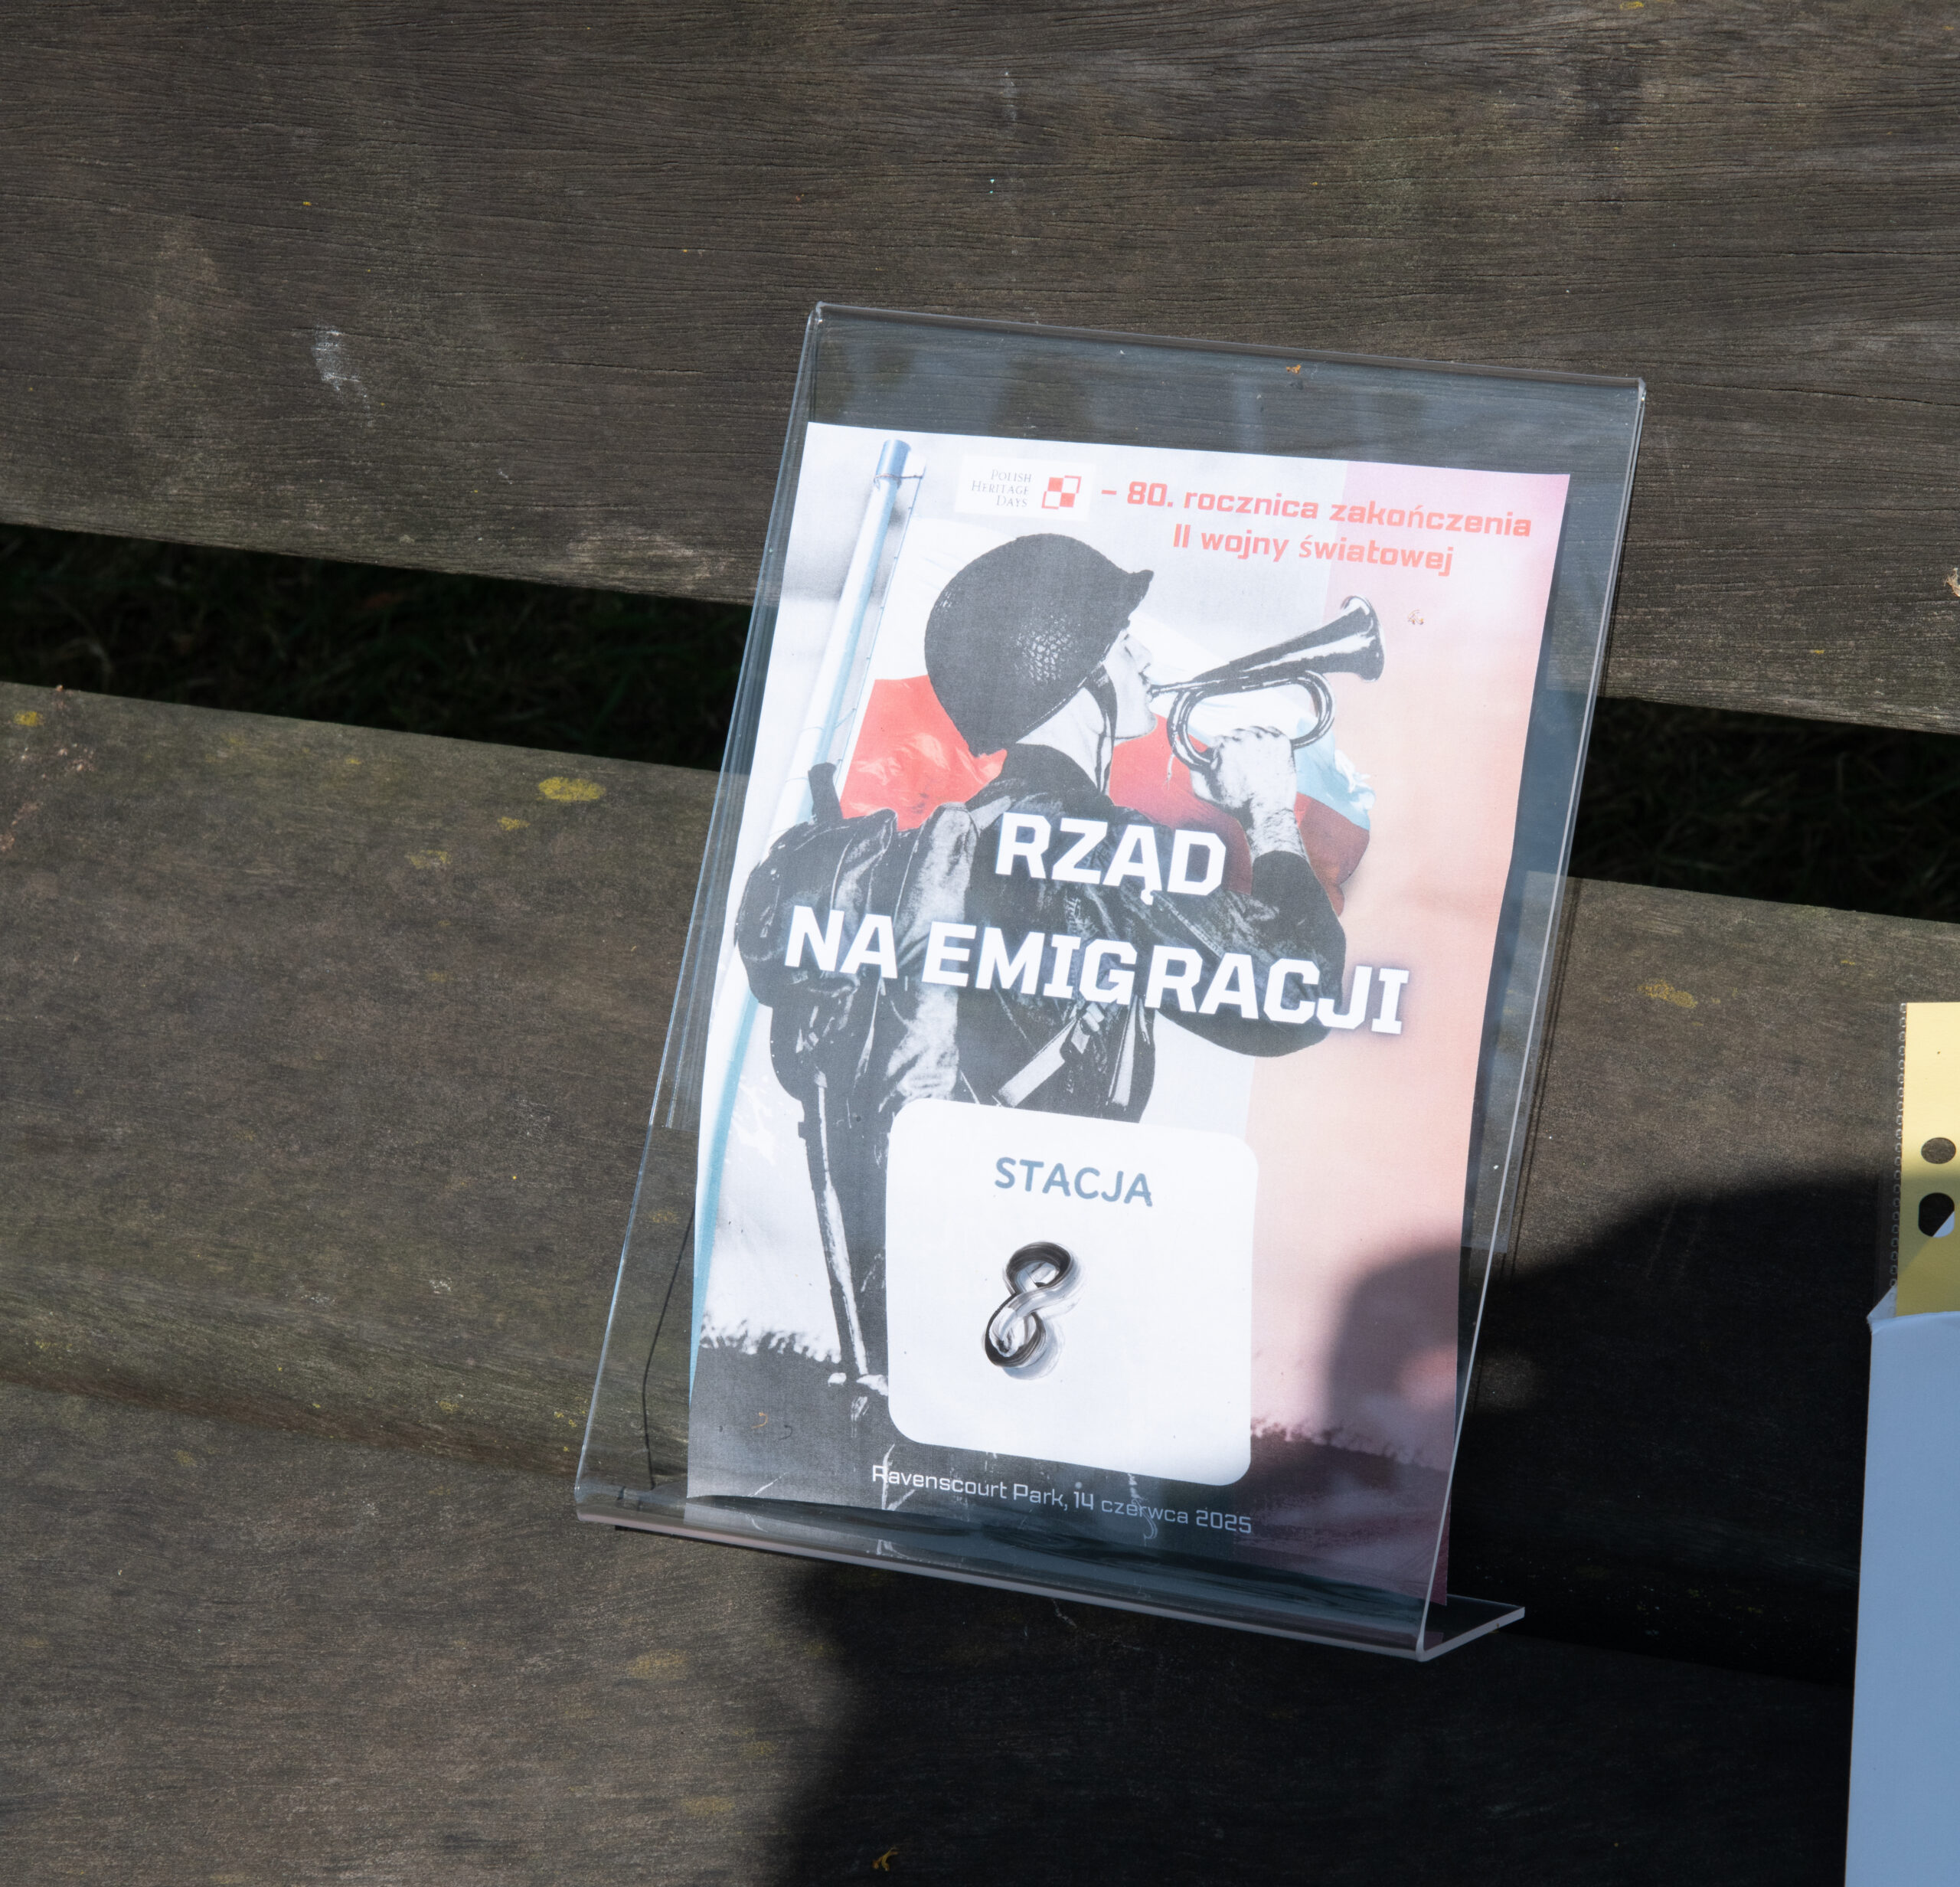 POLISH
HERITAGE
DAYS
– 80. rocznica zakończenia
II wojny światowej
RZĄD
NA EMIGRACJI
STACJA
8
Ravenscourt Park, 14 czerwca 2025